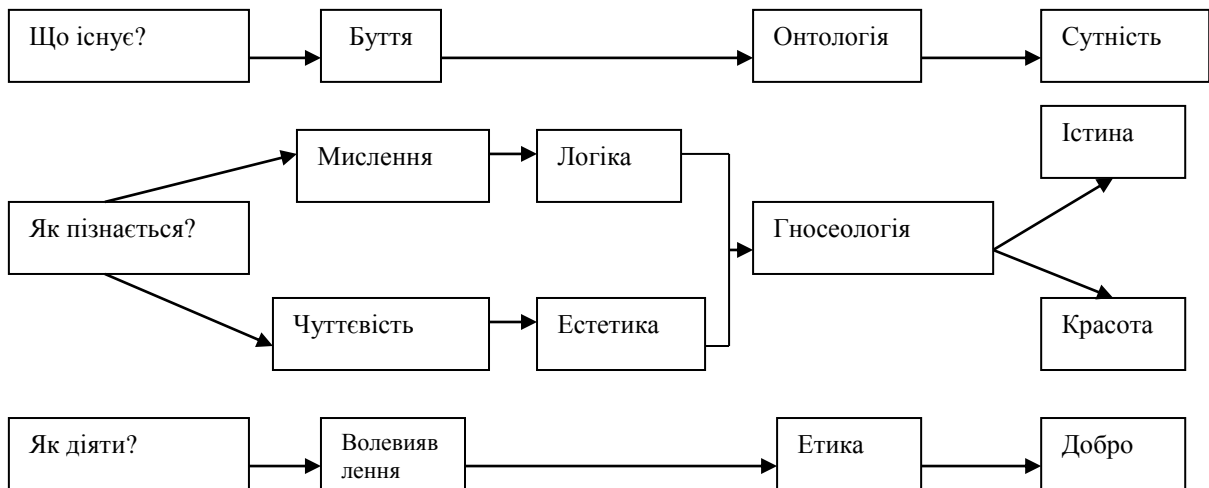 Що існує?
Буття
Онтологія
Сутність
Істина
Мислення
Логіка
Як пізнається?
Гносеологія
Чуттєвість
Естетика
Красота
Як діяти?
Волевияв
лення
Етика
Добро